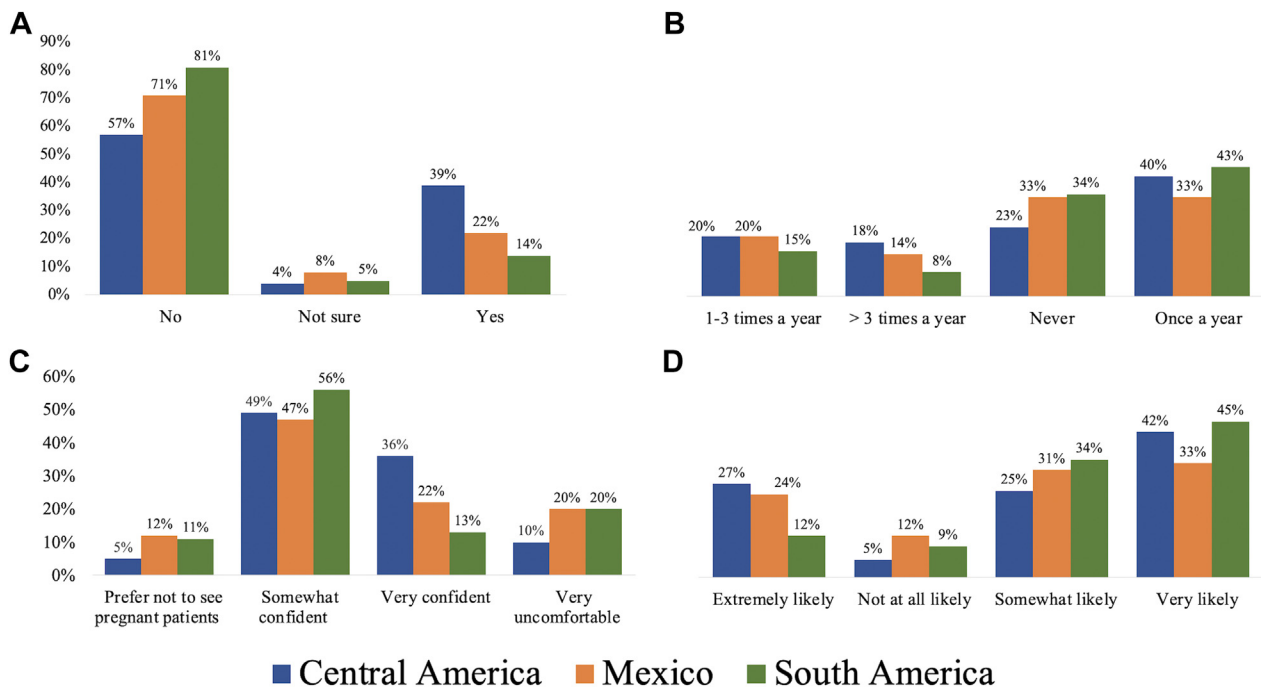 A
90%
80%
70%
60%
50%
40%
30%
20%
10%
0%
57% 71% 81%
4% 8% 5%
39% 22% 14%
No Not sure Yes
B
20% 20% 15%
18% 14% 8%
23% 33% 34%
40% 33% 43%
1-3 times a year > 3 times a year Never Once a year
C
60%
50%
40%
30%
20%
10%
0%
5% 12% 11%
49% 47% 56%
36% 22% 13%
10% 20% 20%
Prefer not to see
pregnant patients
Somewhat
confident
Very confident
Very
uncomfortable
D
27% 24% 12%
5% 12% 9%
25% 31% 34%
42% 33% 45%
Extremely likely Not at all likely Somewhat likely Very likely
Central America Mexico South America